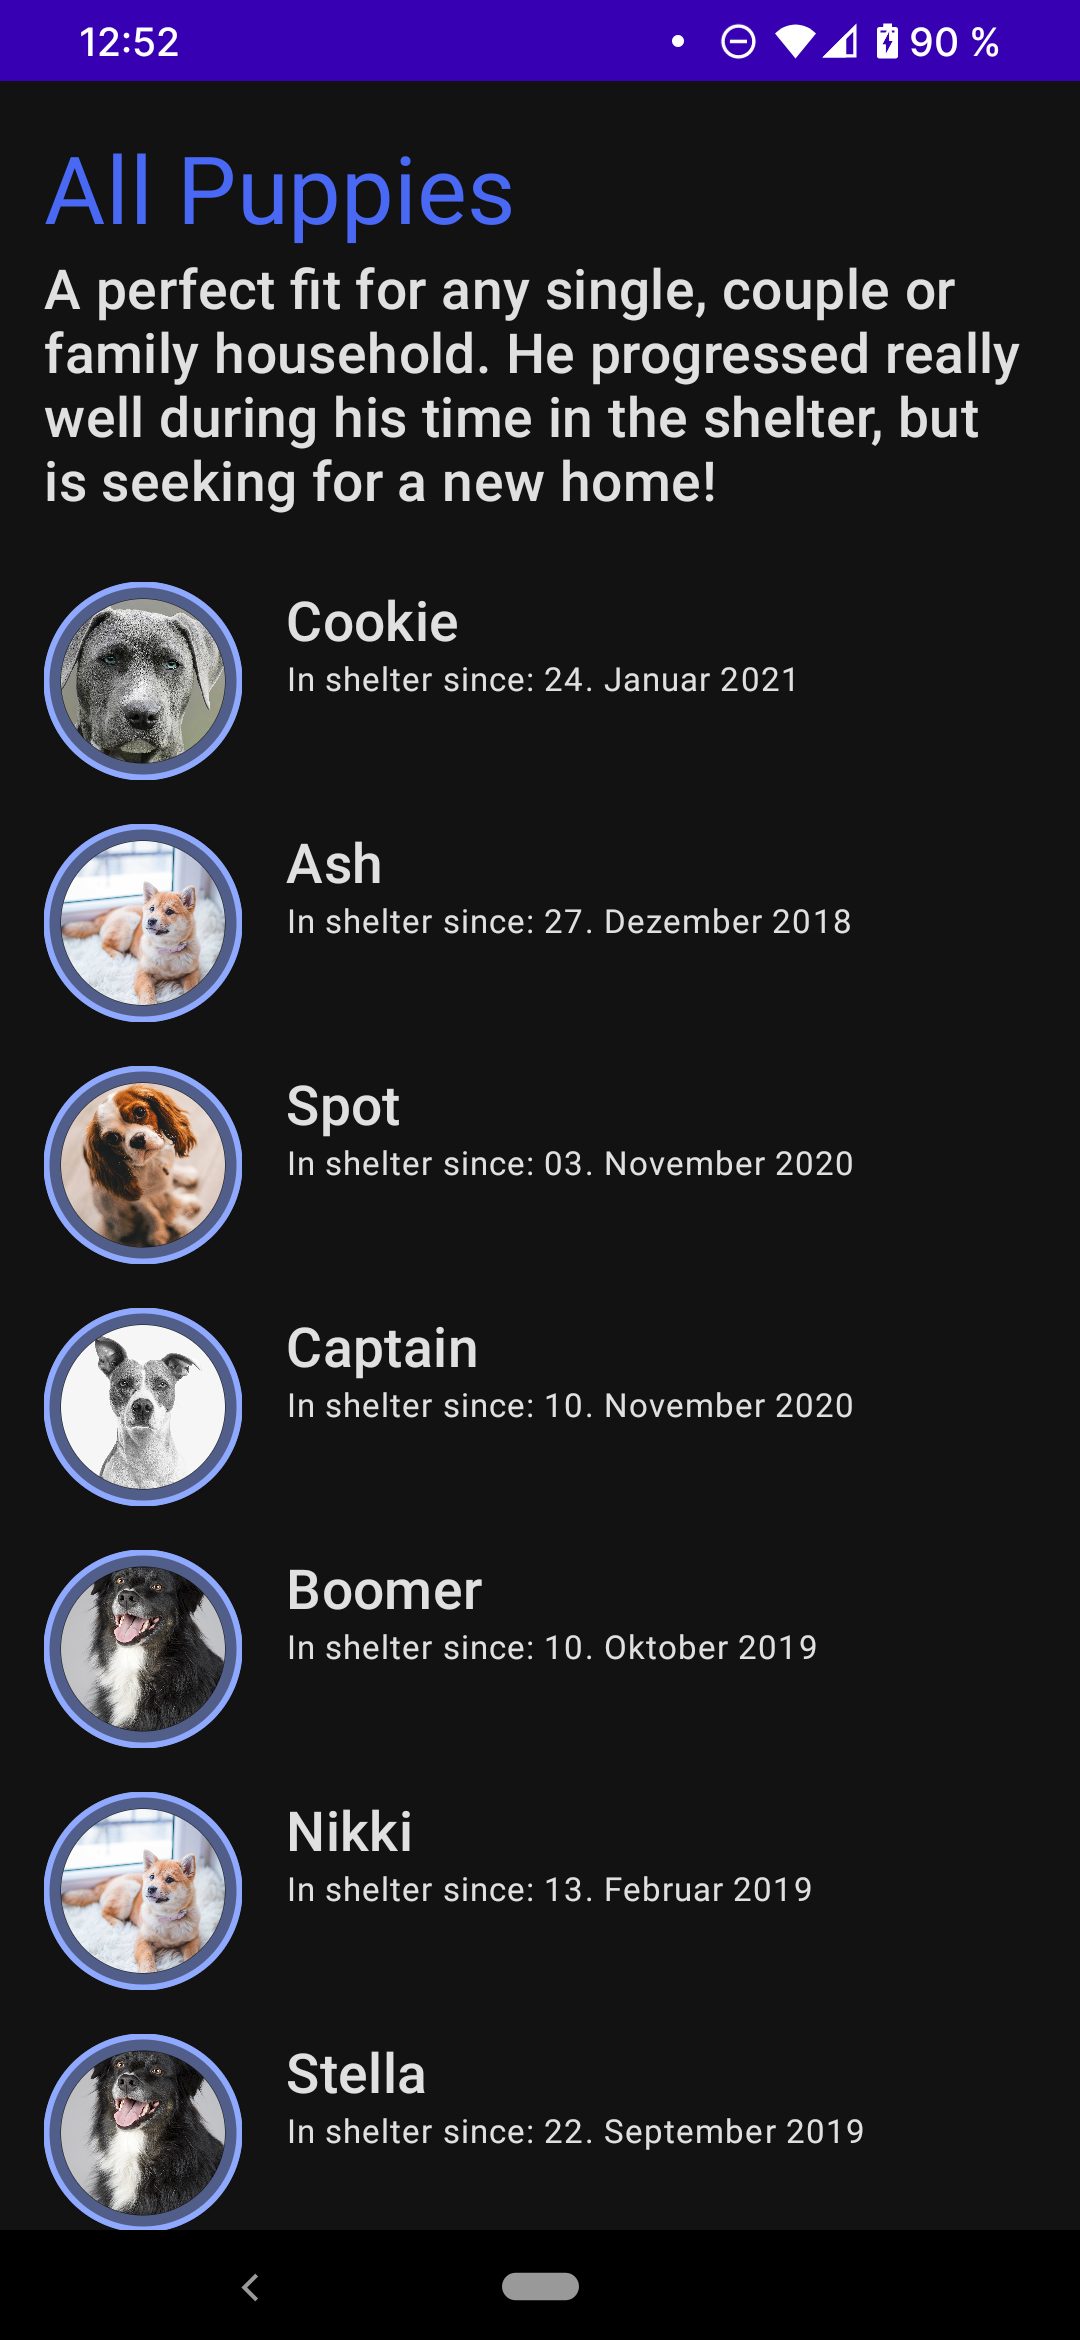 12:52
90 %
All Puppies
A perfect fit for any single, couple or
family household. He progressed really
well during his time in the shelter, but
is seeking for a new home!
Cookie
In shelter since: 24. Januar 2021
Ash
In shelter since: 27. Dezember 2018
Spot
In shelter since: 03. November 2020
Captain
In shelter since: 10. November 2020
Boomer
In shelter since: 10. Oktober 2019
Nikki
In shelter since: 13. Februar 2019
Stella
In shelter since: 22. September 2019